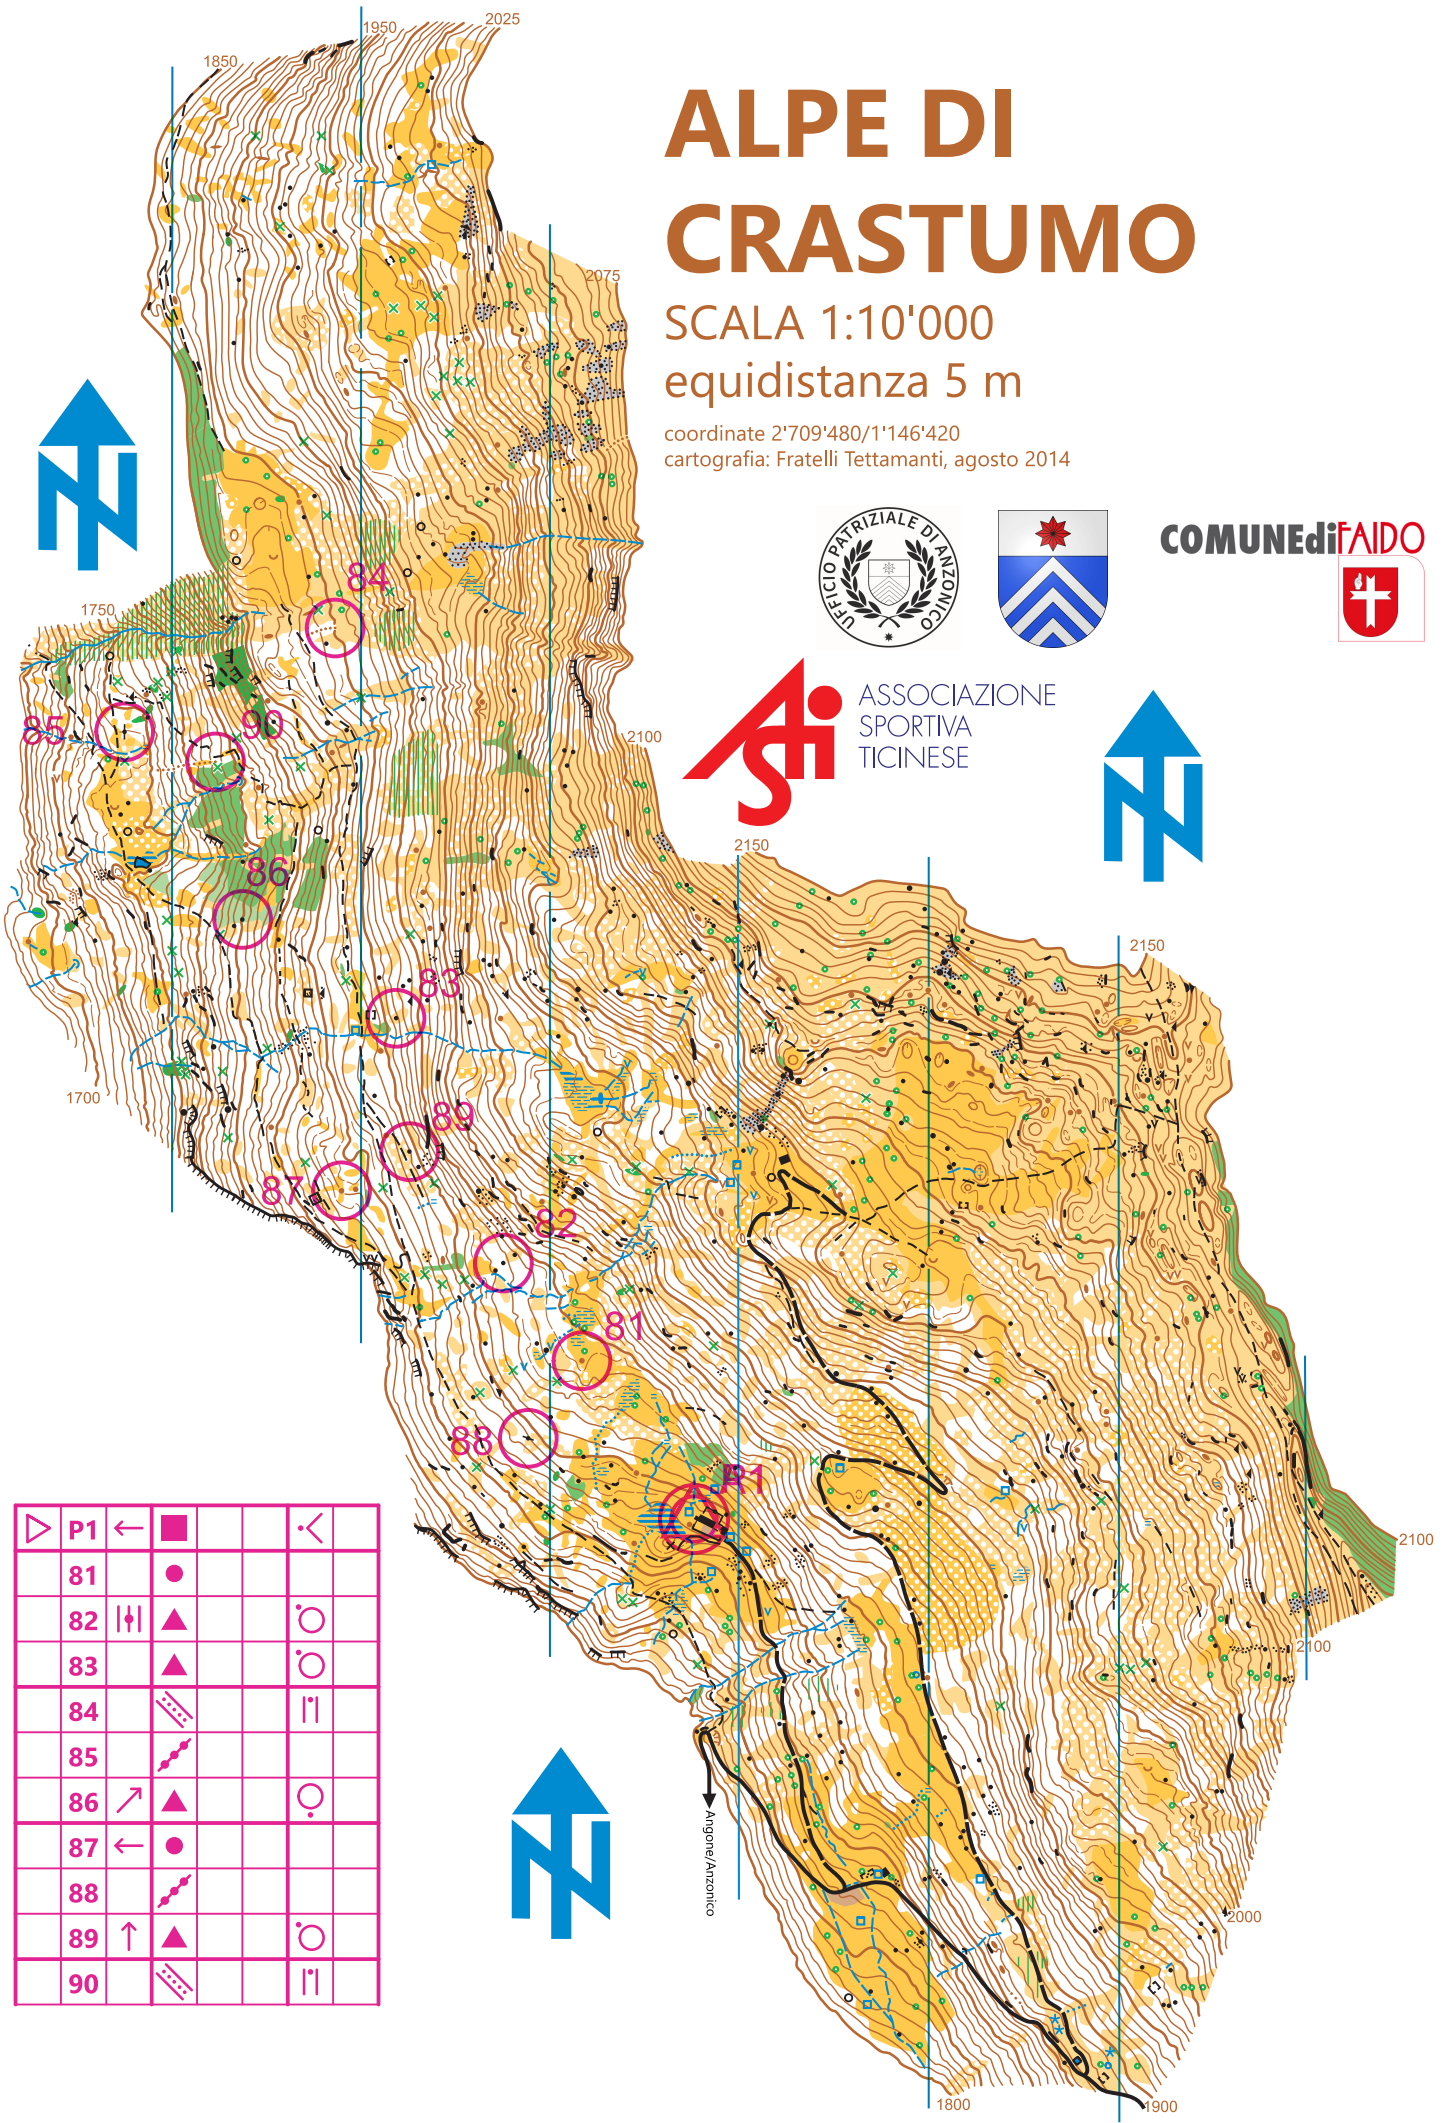 ALPE DI
CRASTUMO
SCALA 1:10'000
equidistanza 5 m
coordinate 2'709'480/1'146'420
cartografia: Fratelli Tettamanti, agosto 2014
UFFICIO PATRIZIALE DI ANZONICO
COMUNEdiFAIDO
ASTi
ASSOCIAZIONE
SPORTIVA
TICINESE
1950
2025
1850
2075
84
1750
85
90
2100
2150
86
2150
83
1700
89
87
82
81
88
P1
2100
2100
Angone/Anzonico
2000
1800
1900
P1
81
82
83
84
85
86
87
88
89
90